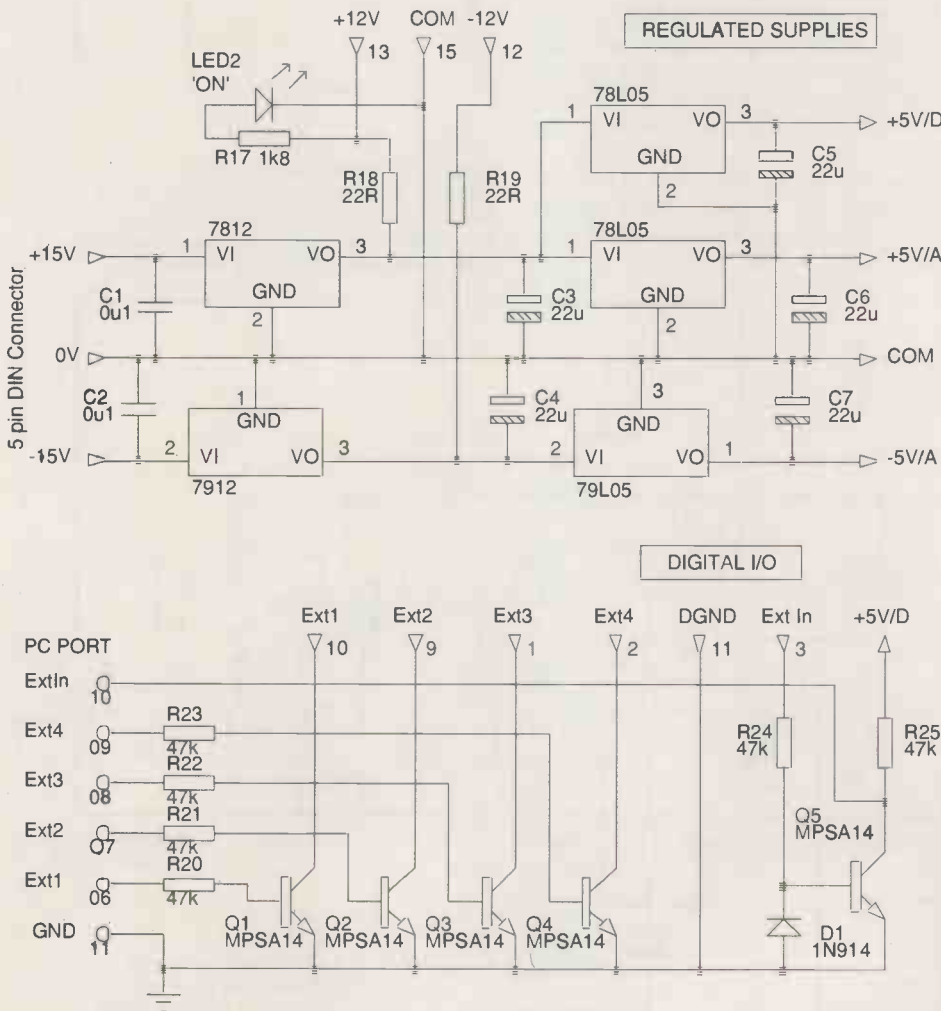 +12V COM -12V
REGULATED SUPPLIES
13 15 12
LED2
'ON'
78L05
1 VI VO 3 +5V/D
GND
C5
22u
2
R17 1k8
R18
22R
R19
22R
7812
+15V 1 VI VO 3
GND
2
78L05
1 VI VO 3 +5V/A
GND
2
C1
0u1
C3
22u
C6
22u
5 pin DIN Connector
0V COM
C2
0u1
1
GND
2 VI VO 3
7912
C4
22u
3
GND
2 VI VO 1
79L05
C7
22u
-15V -5V/A
DIGITAL I/O
Ext1 Ext2 Ext3 Ext4 DGND Ext In +5V/D
10 9 1 2 11 3
PC PORT
ExtIn
10
Ext4
09
R23
47k
Ext3
08
R22
47k
Ext2
07
R21
47k
Ext1
06
R20
47k
GND
11
R24
47k
R25
47k
Q5
MPSA14
Q1
MPSA14
Q2
MPSA14
Q3
MPSA14
Q4
MPSA14
D1
1N914